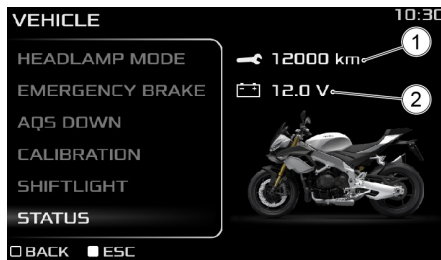 VEHICLE
10:30
HEADLAMP MODE
EMERGENCY BRAKE
AQS DOWN
CALIBRATION
SHIFTLIGHT
STATUS
12000 km
1
12.0 V
2
BACK ESC